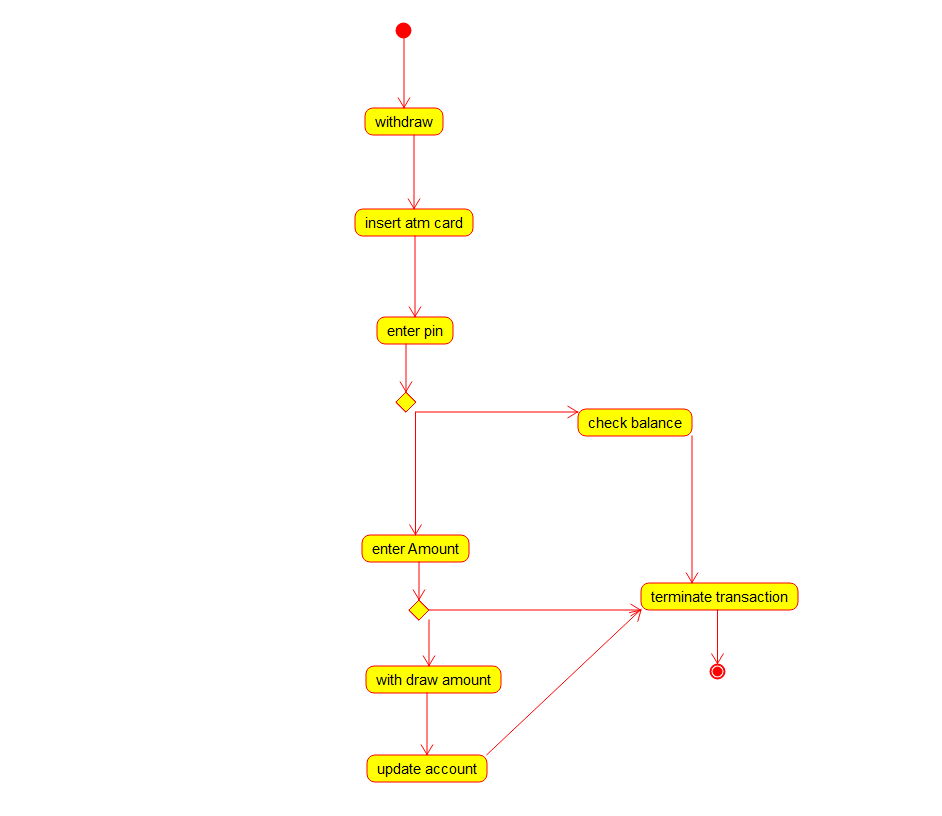 withdraw
insert atm card
enter pin
check balance
enter Amount
terminate transaction
with draw amount
update account